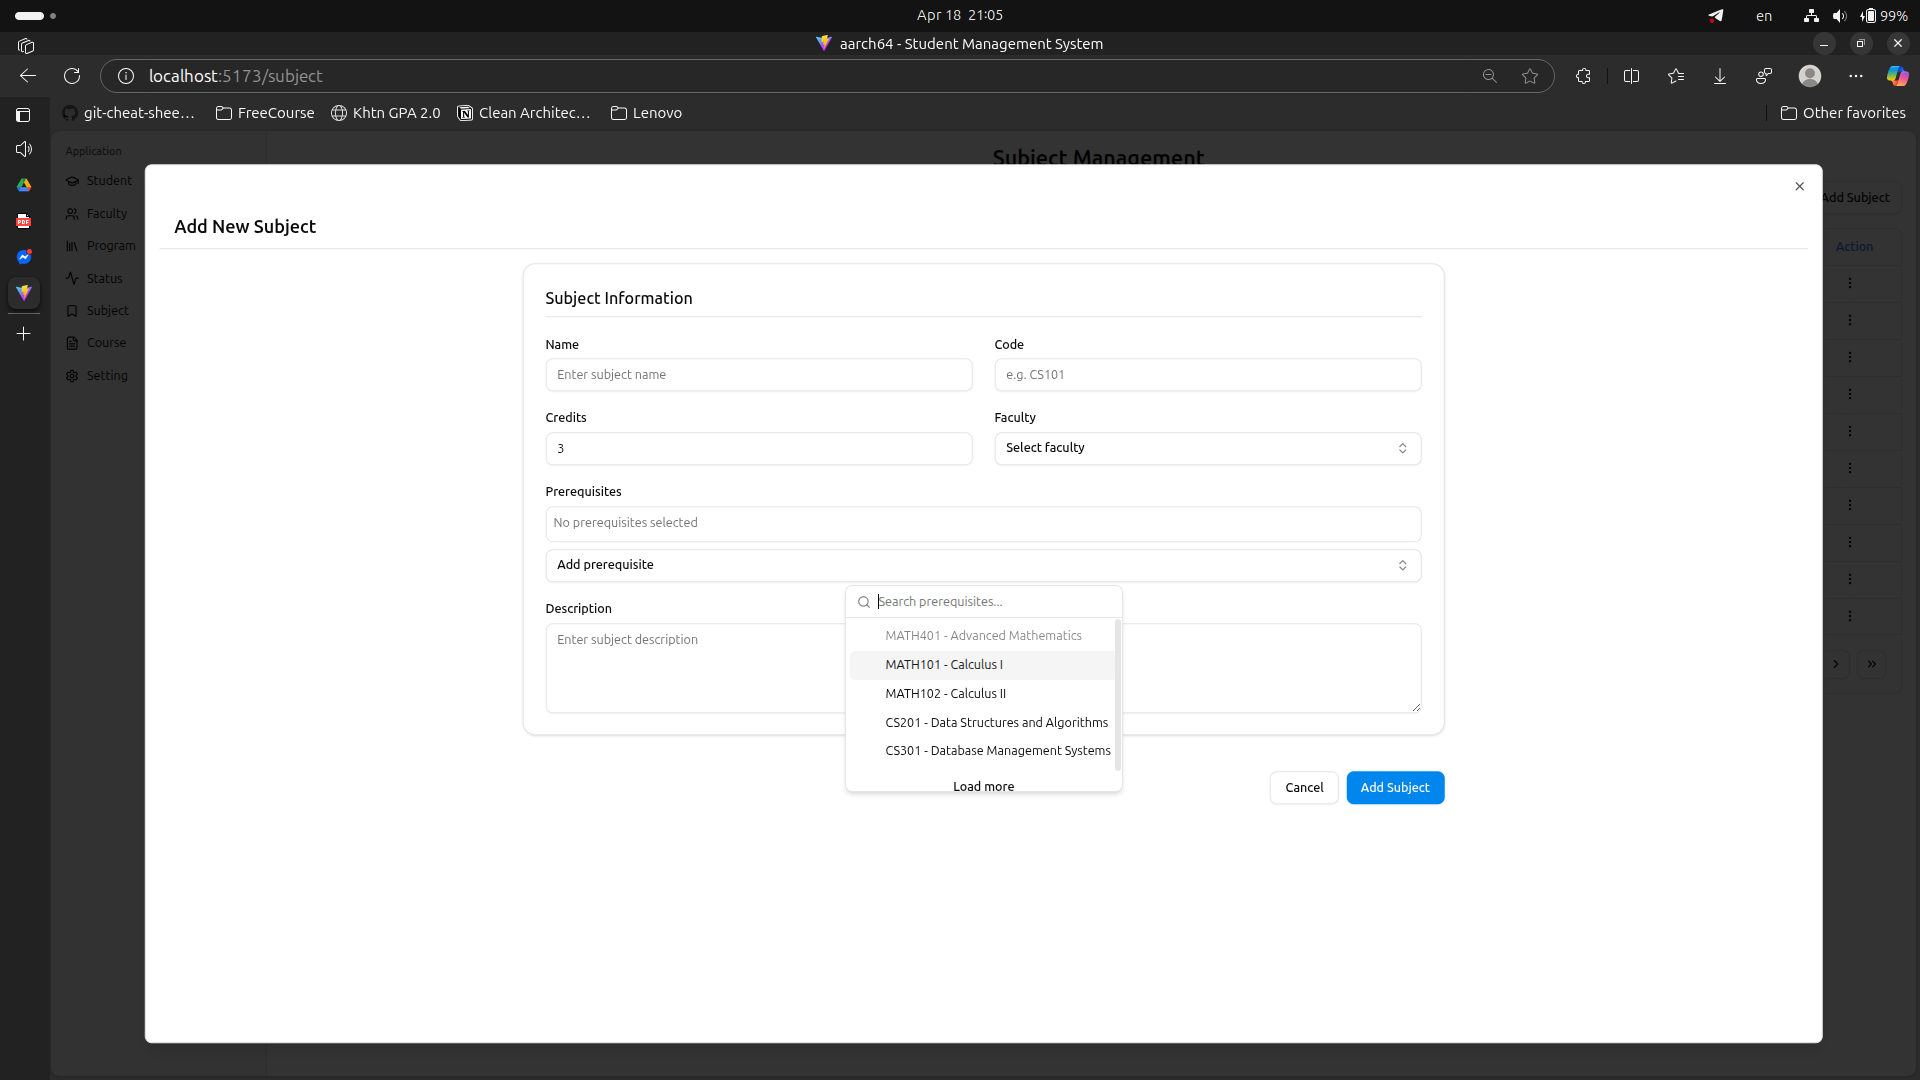 Apr 18 21:05
en
99%
aarch64 - Student Management System
localhost:5173/subject
git-cheat-shee...
FreeCourse
Khtn GPA 2.0
Clean Architec...
Lenovo
Other favorites
Application
Student
Faculty
Program
Status
Subject
Course
Setting
Subject Management
Add Subject
Action
Add New Subject
Subject Information
Name
Code
Enter subject name
e.g. CS101
Credits
Faculty
3
Select faculty
Prerequisites
No prerequisites selected
Add prerequisite
Search prerequisites...
MATH401 - Advanced Mathematics
MATH101 - Calculus I
MATH102 - Calculus II
CS201 - Data Structures and Algorithms
CS301 - Database Management Systems
Load more
Description
Enter subject description
Cancel
Add Subject